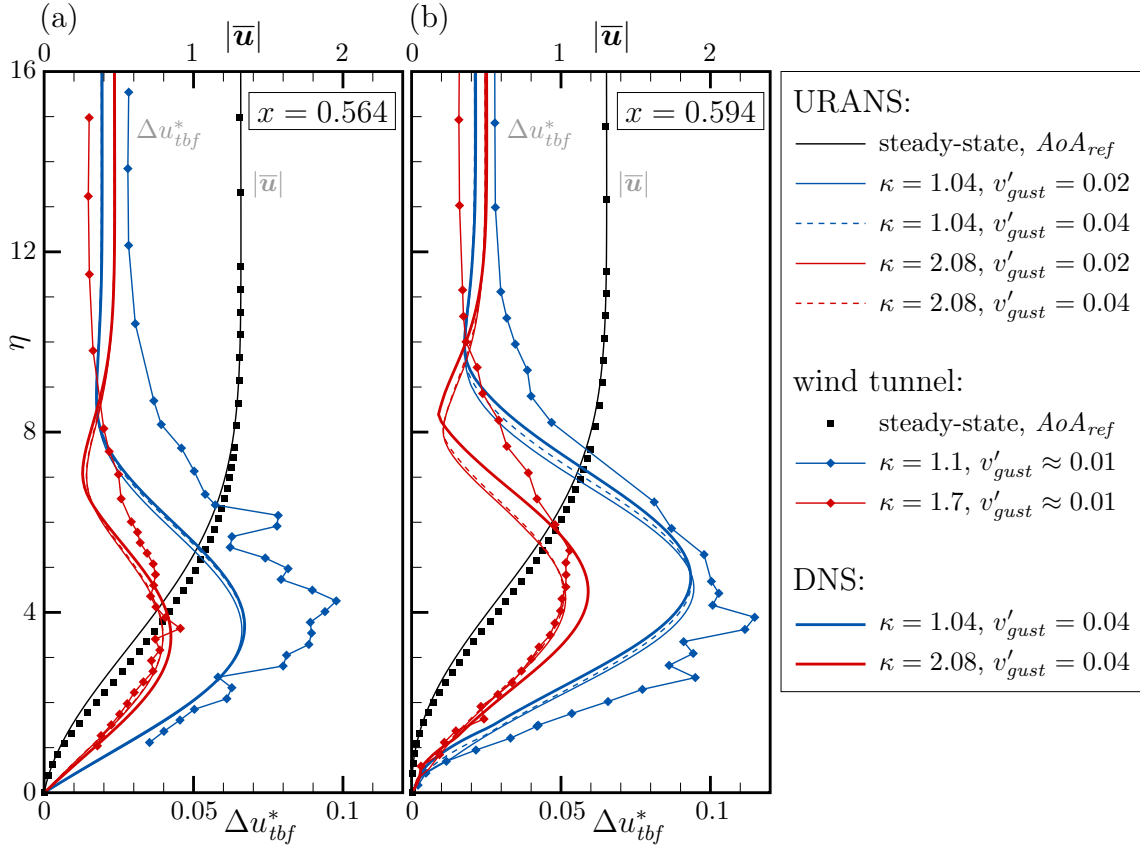 (a)
|u̅|
(b)
|u̅|
0
1
2
0
1
2
16
12
8
4
0
η
x = 0.564
Δu*tbf
|u̅|
x = 0.594
Δu*tbf
|u̅|
0
0.05
0.1
0
0.05
0.1
Δu*tbf
Δu*tbf
URANS:
steady-state, AoAref
κ = 1.04, v′gust = 0.02
κ = 1.04, v′gust = 0.04
κ = 2.08, v′gust = 0.02
κ = 2.08, v′gust = 0.04
wind tunnel:
steady-state, AoAref
κ = 1.1, v′gust ≈ 0.01
κ = 1.7, v′gust ≈ 0.01
DNS:
κ = 1.04, v′gust = 0.04
κ = 2.08, v′gust = 0.04